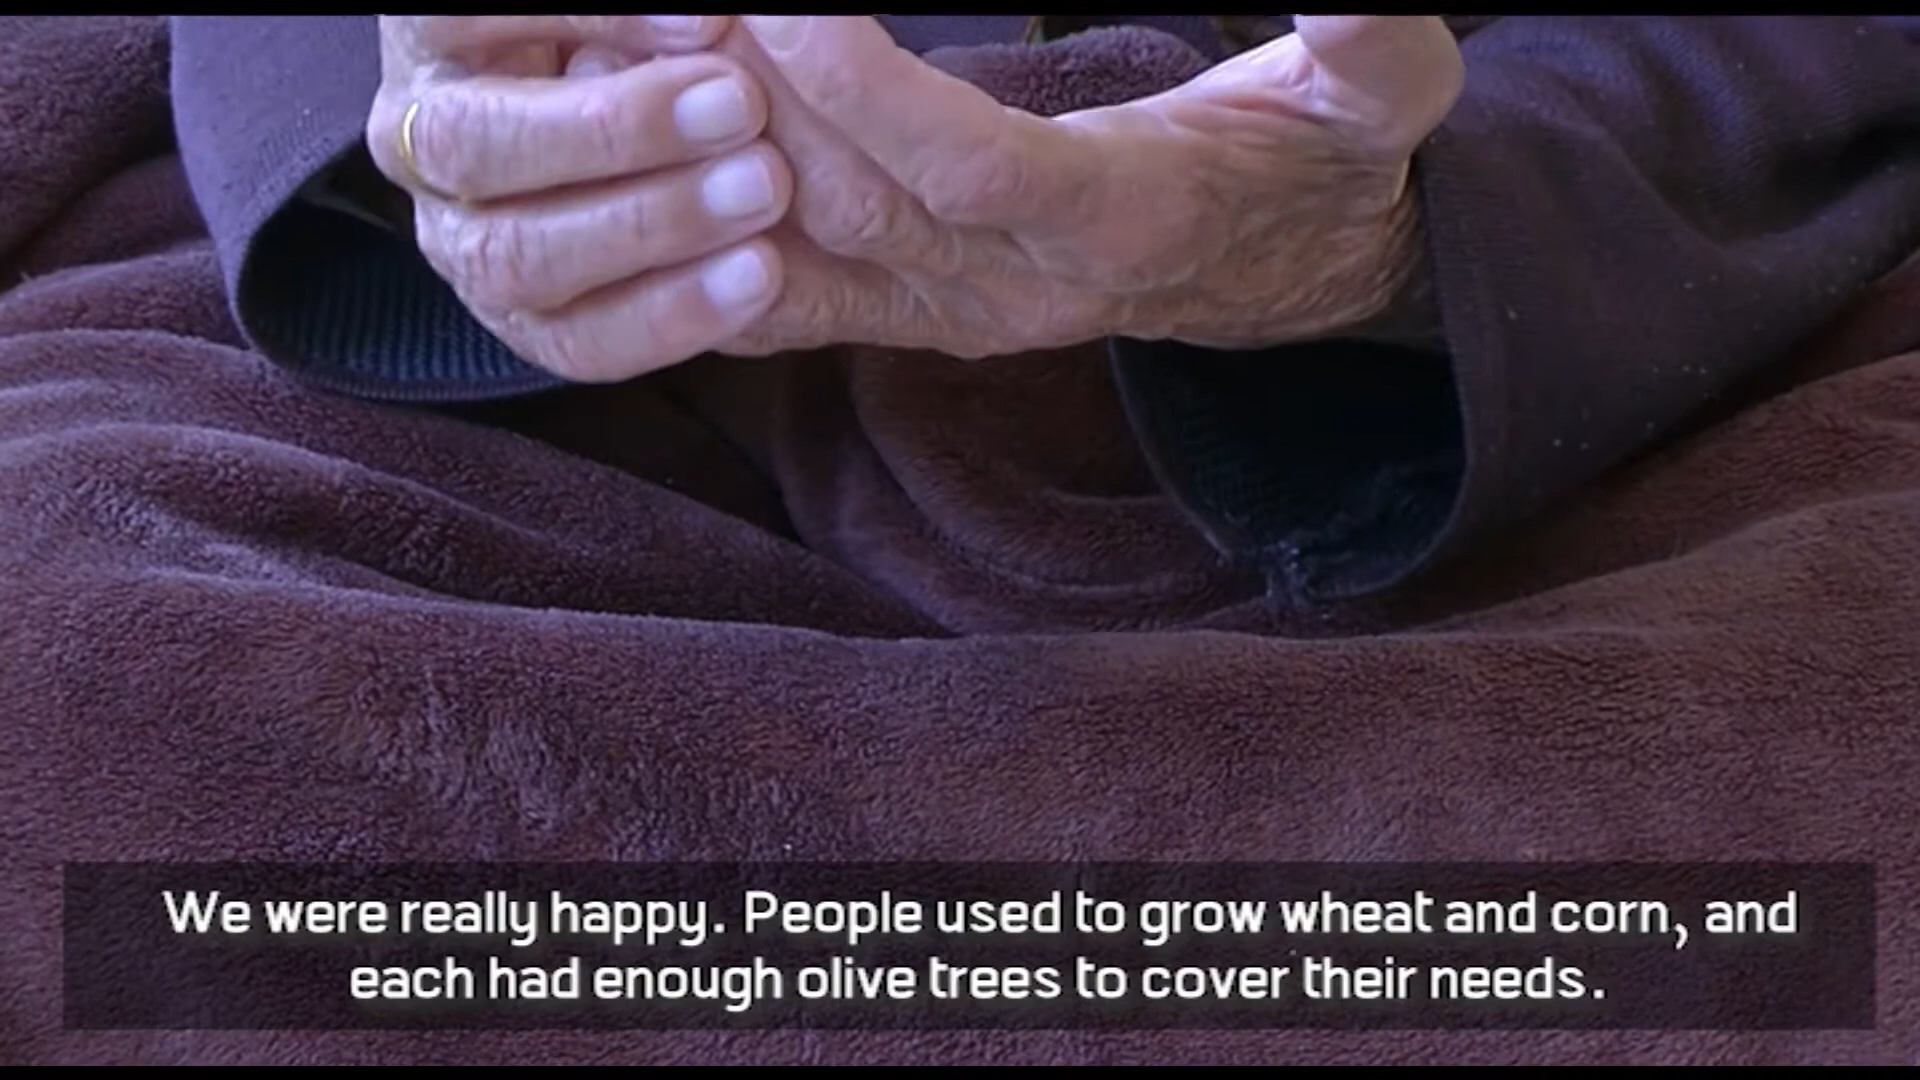 We were really happy. People used to grow wheat and corn, and
each had enough olive trees to cover their needs.